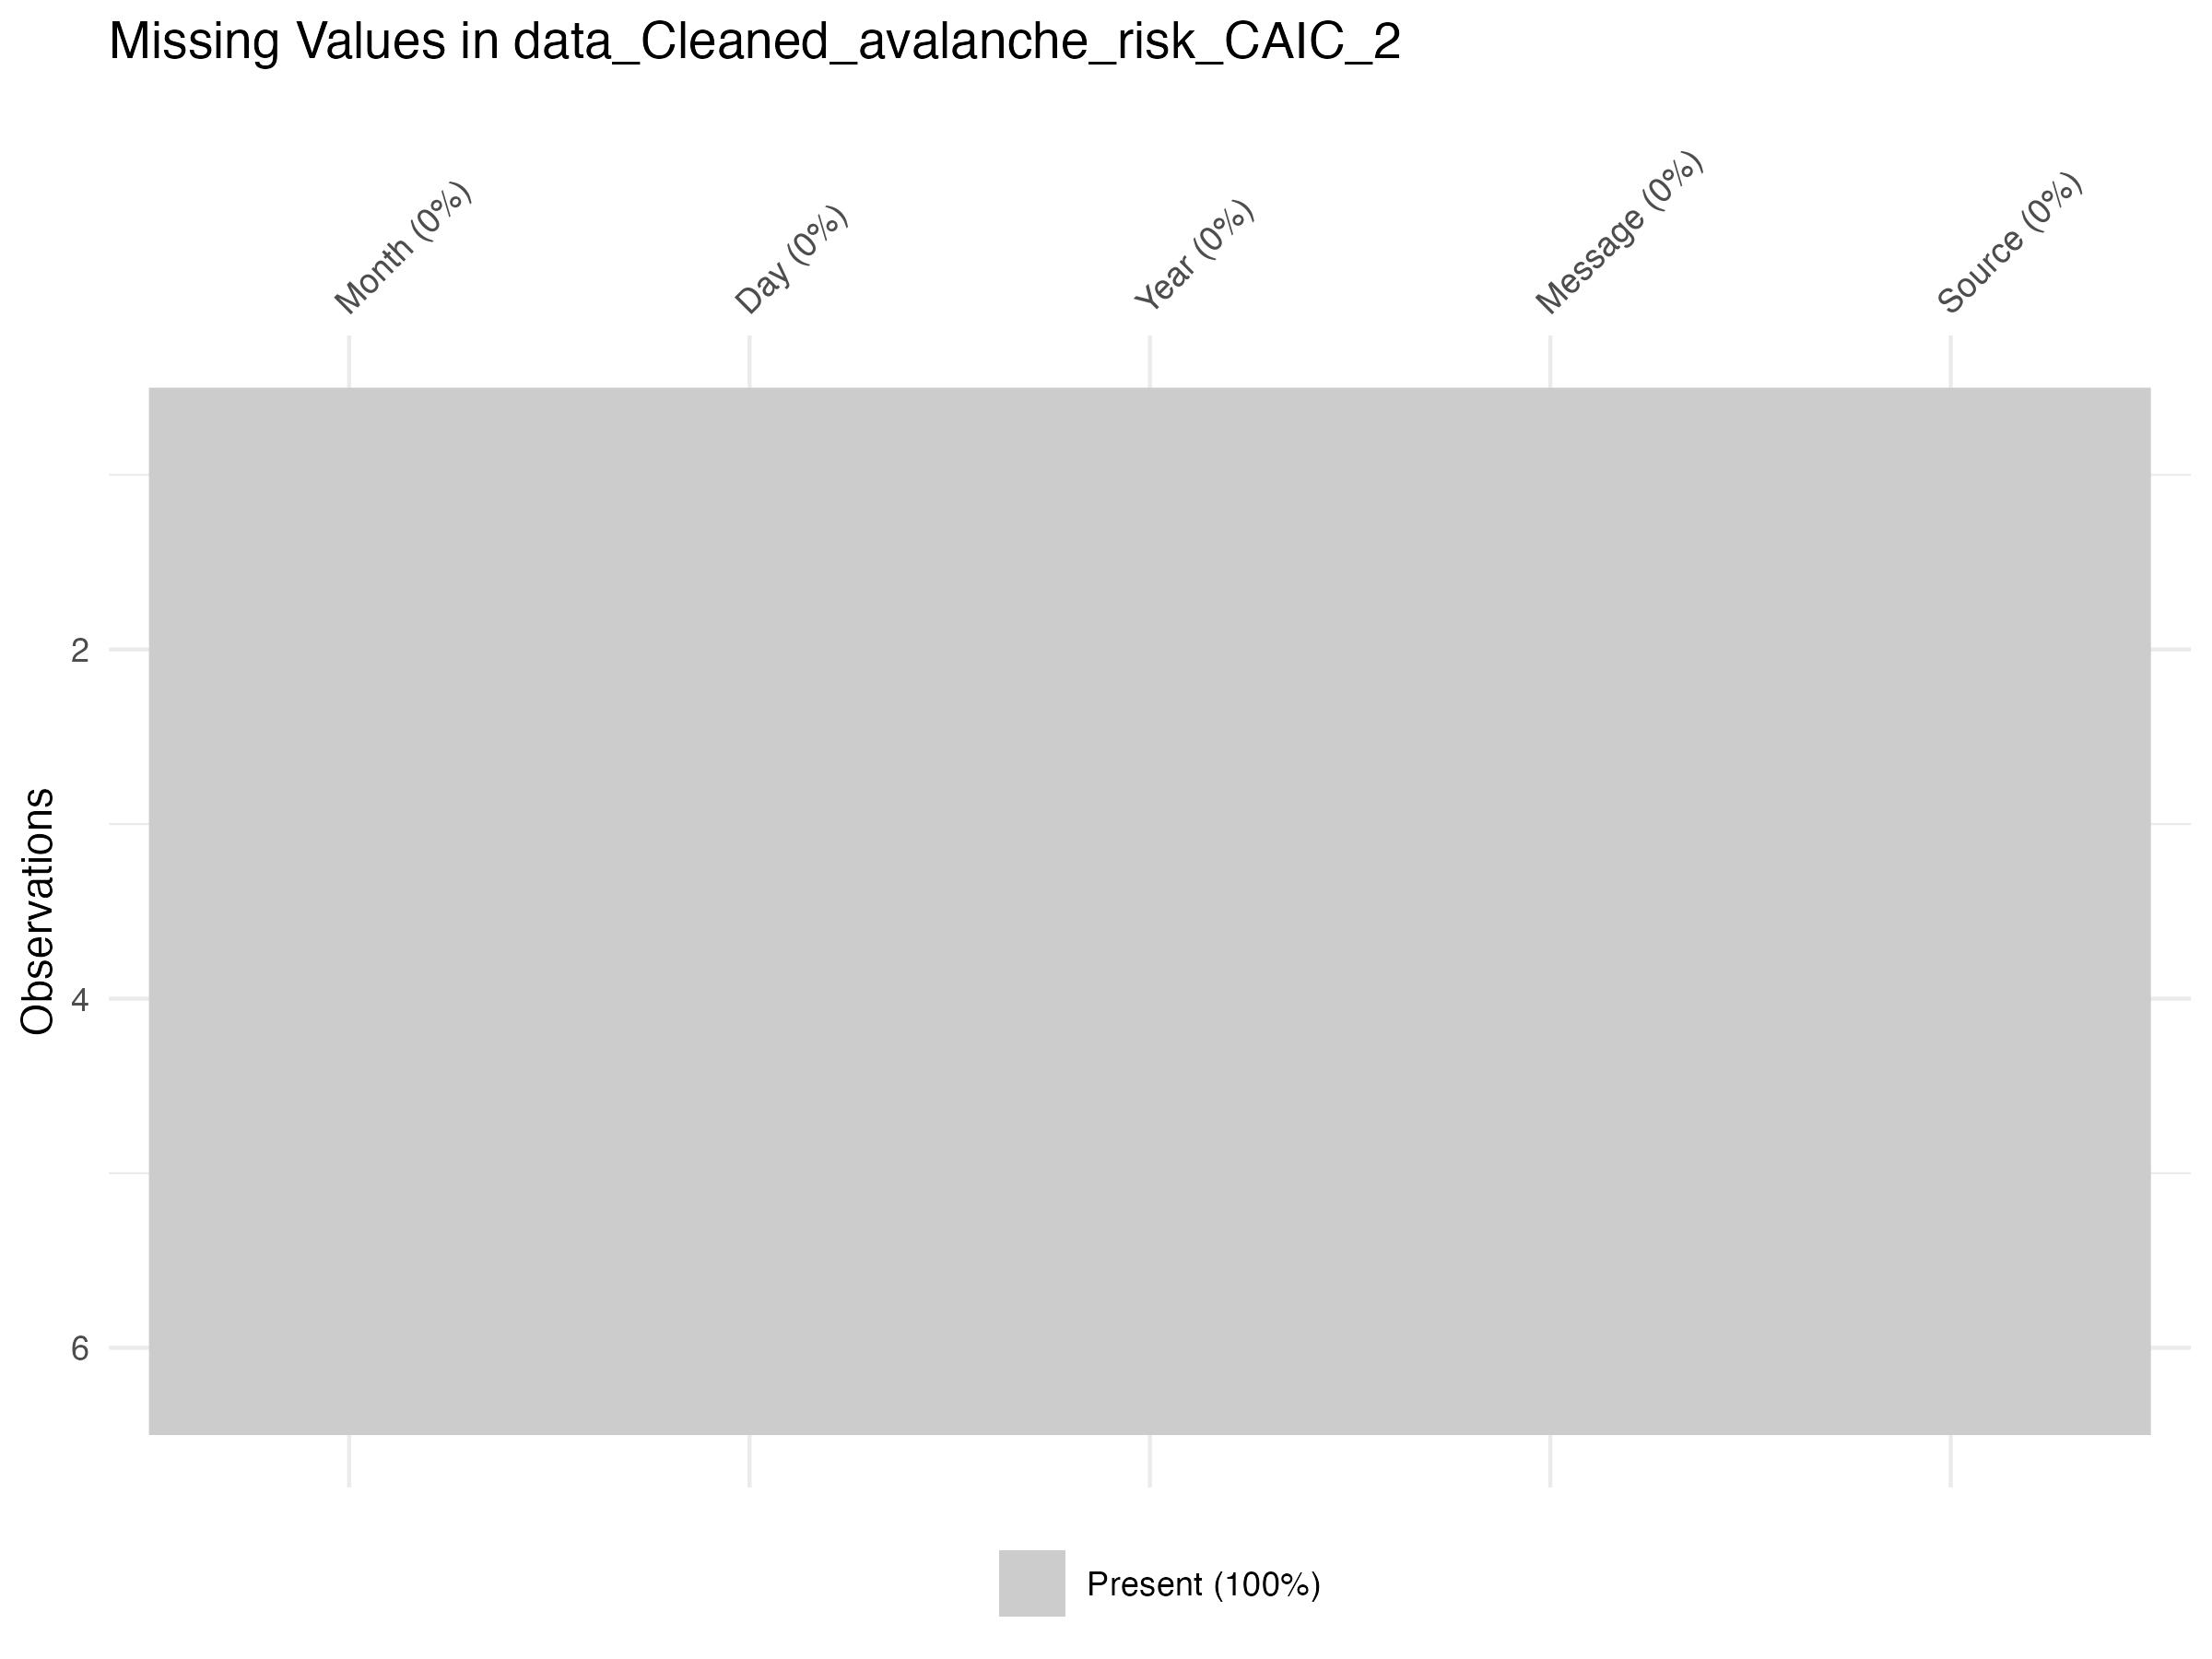 Missing Values in data_Cleaned_avalanche_risk_CAIC_2
Month (0%)
Day (0%)
Year (0%)
Message (0%)
Source (0%)
Observations
2
4
6
Present (100%)